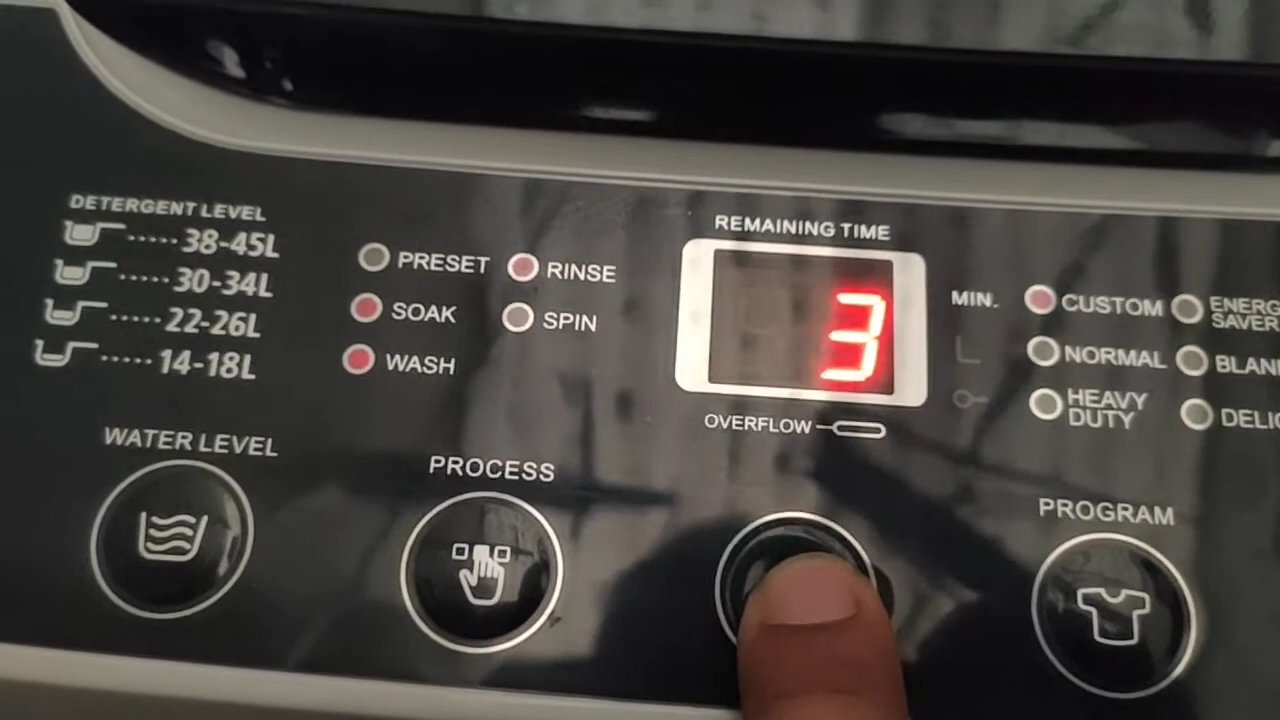 DETERGENT LEVEL
.....38-45L
.....30-34L
.....22-26L
.....14-18L
WATER LEVEL
PRESET
SOAK
WASH
RINSE
SPIN
PROCESS
REMAINING TIME
3
MIN.
OVERFLOW
CUSTOM
NORMAL
HEAVY
DUTY
PROGRAM